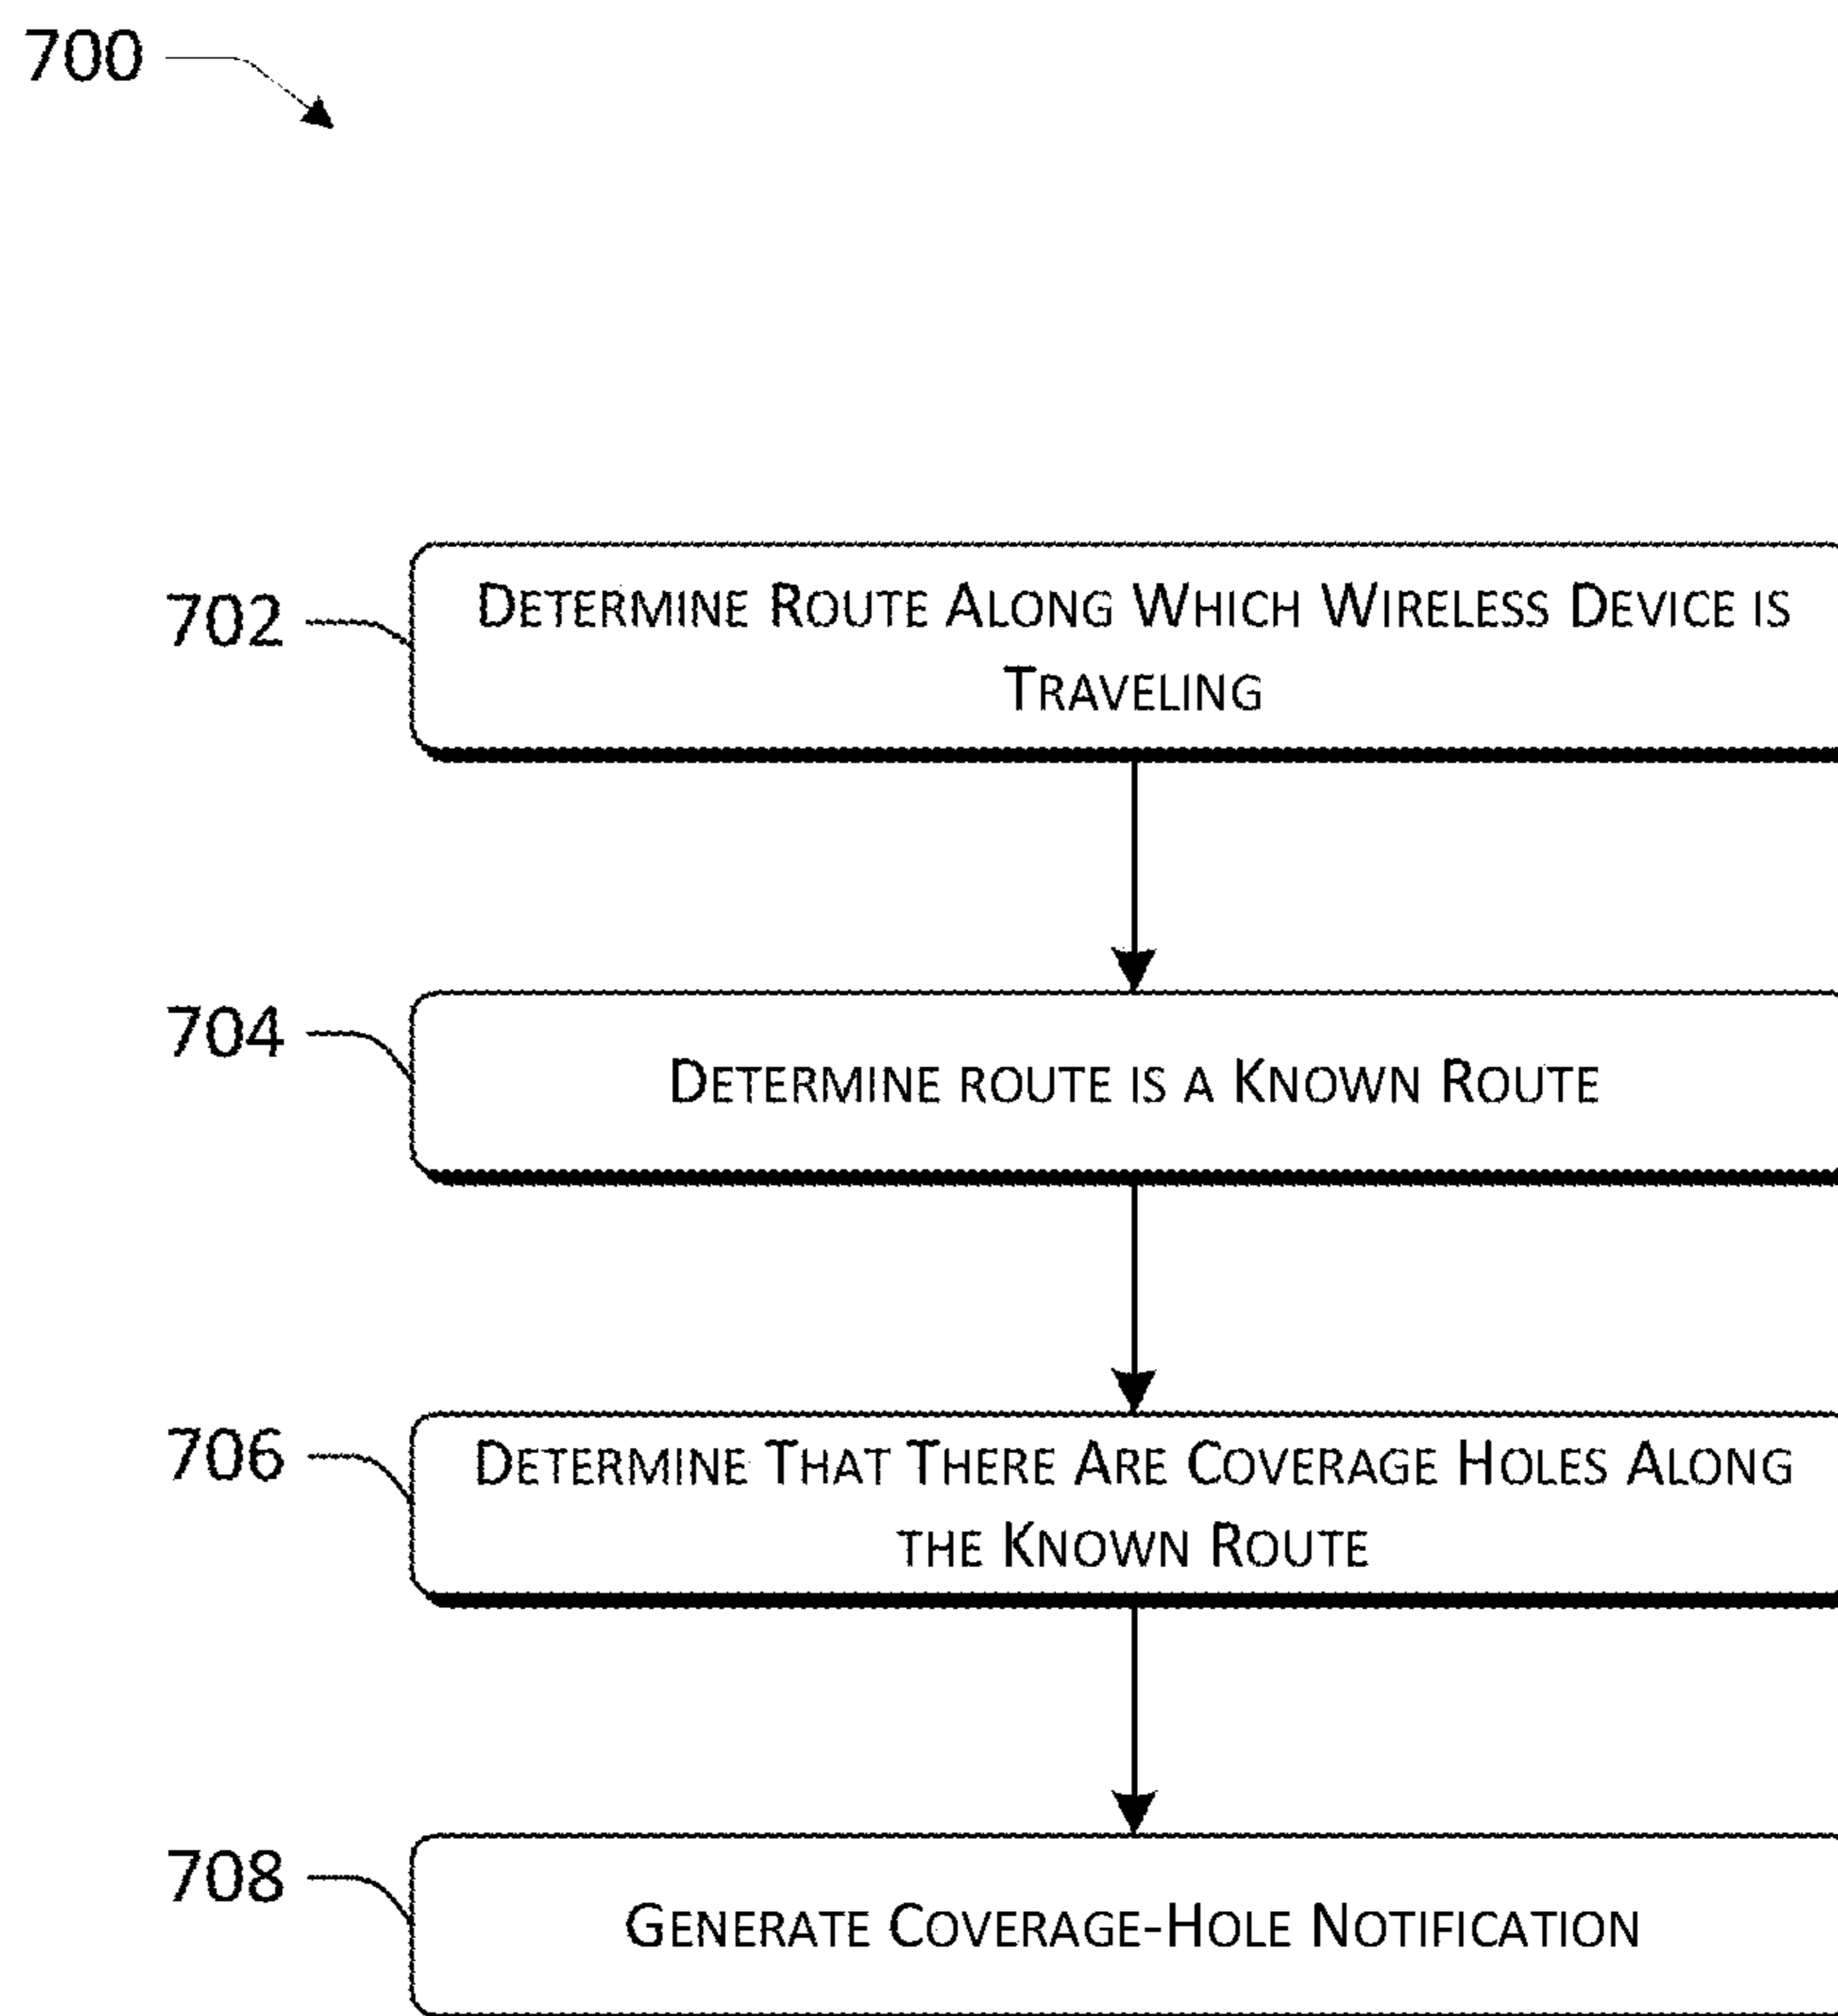 700
702
DETERMINE ROUTE ALONG WHICH WIRELESS DEVICE IS
TRAVELING
704
DETERMINE ROUTE IS A KNOWN ROUTE
706
DETERMINE THAT THERE ARE COVERAGE HOLES ALONG
THE KNOWN ROUTE
708
GENERATE COVERAGE-HOLE NOTIFICATION